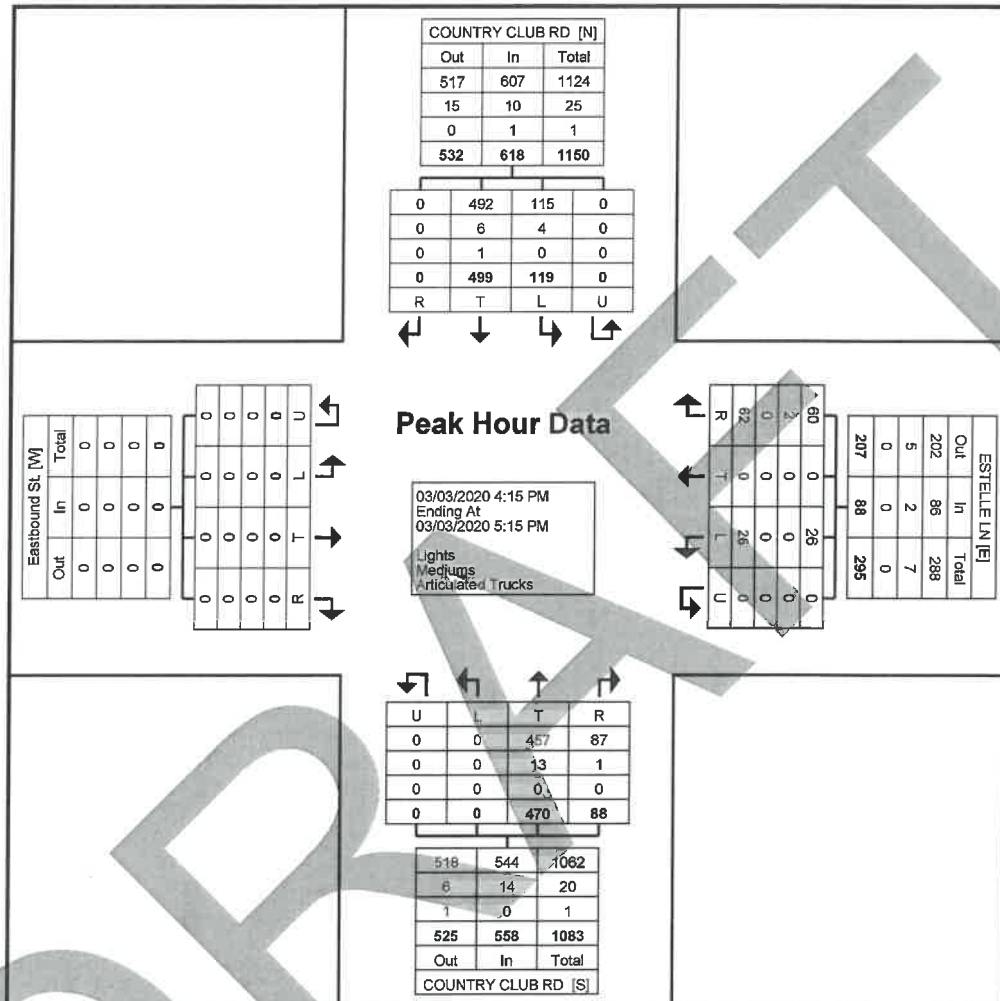 COUNTRY CLUB RD [N]
Out In Total
517 607 1124
15 10 25
0 1 1
532 618 1150
0 492 115 0
0 6 4 0
0 1 0 0
0 499 119 0
R T L U
Peak Hour Data
03/03/2020 4:15 PM
Ending At
03/03/2020 5:15 PM
Lights
Mediums
Articulated Trucks
Eastbound St. [W]
Total In Out
0 0 0
0 0 0
0 0 0
0 0 0
U L T R
0 0 0 0
0 0 0 0
0 0 0 0
0 0 0 0
R T L U
60 0 26 0
2 0 0 0
0 0 0 0
62 0 26 0
ESTELLE LN [E]
Out In Total
202 86 288
5 2 7
0 0 0
207 88 295
U L T R
0 0 457 87
0 0 13 1
0 0 0 0
0 0 470 88
518 544 1062
6 14 20
1 0 1
525 558 1083
Out In Total
COUNTRY CLUB RD [S]